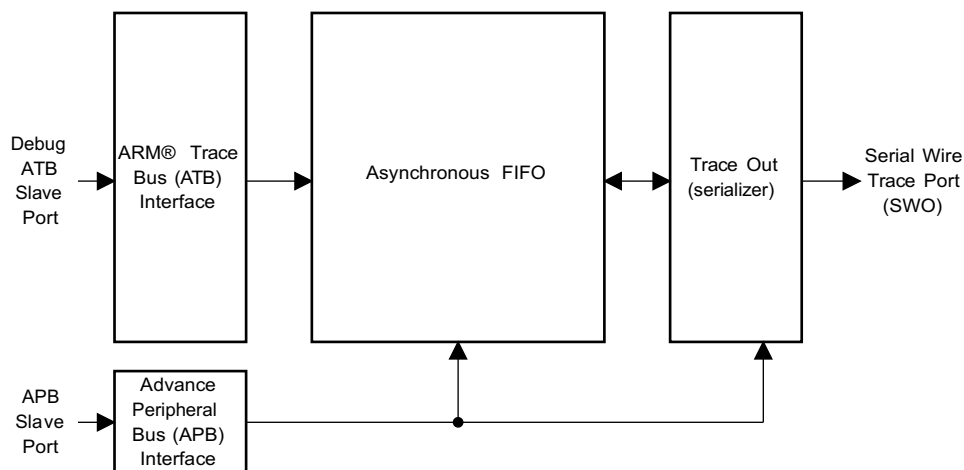 Debug
ATB
Slave
Port
ARM® Trace
Bus (ATB)
Interface
Asynchronous FIFO
Trace Out
(serializer)
Serial Wire
Trace Port
(SWO)
APB
Slave
Port
Advance
Peripheral
Bus (APB)
Interface